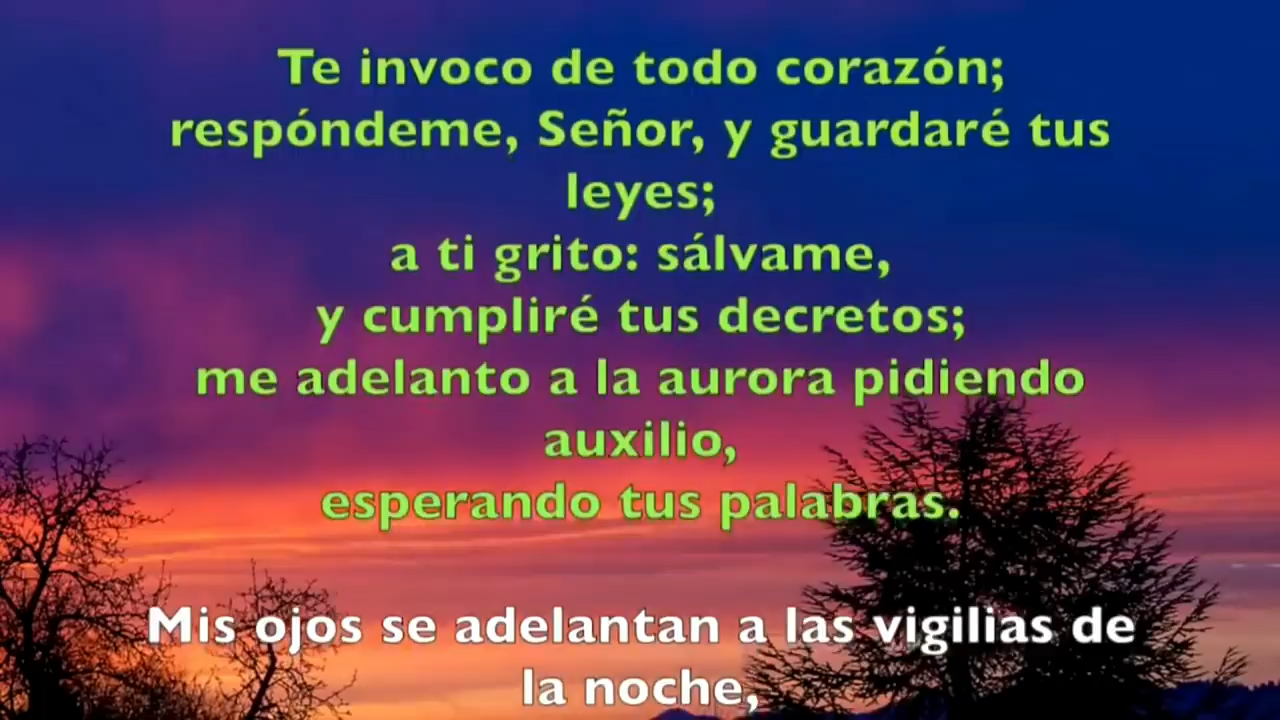 Te invoco de todo corazón;
respóndeme, Señor, y guardaré tus
leyes;
a ti grito: sálvame,
y cumpliré tus decretos;
me adelanto a la aurora pidiendo
auxilio,
esperando tus palabras.
Mis ojos se adelantan a las vigilias de
la noche,